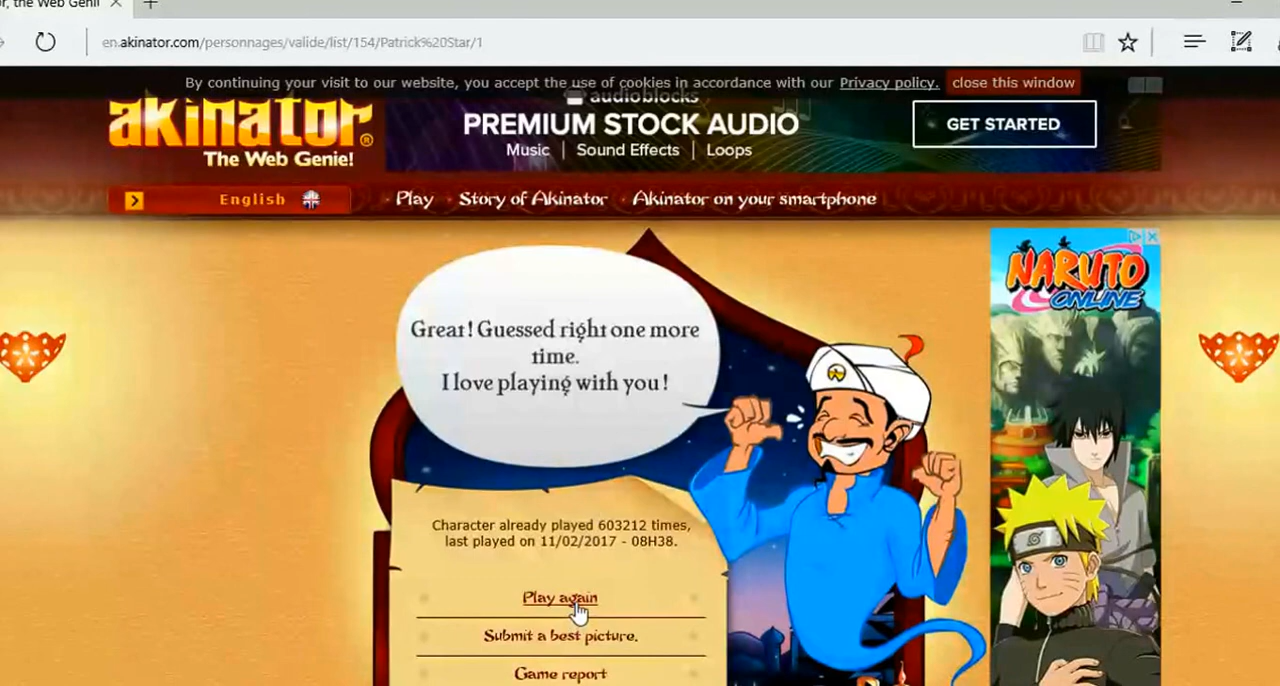 r, the Web Geni
en.akinator.com/personnages/valide/list/154/Patrick%20Star/1
By continuing your visit to our website, you accept the use of cookies in accordance with our Privacy policy. close this window
akinator®
The Web Genie!
audioblocks
PREMIUM STOCK AUDIO
Music | Sound Effects | Loops
GET STARTED
English
Play
Story of Akinator
Akinator on your smartphone
NARUTO
ONLINE
Great! Guessed right one more
time.
I love playing with you!
Character already played 603212 times,
last played on 11/02/2017 - 08H38.
Play again
Submit a best picture.
Game report